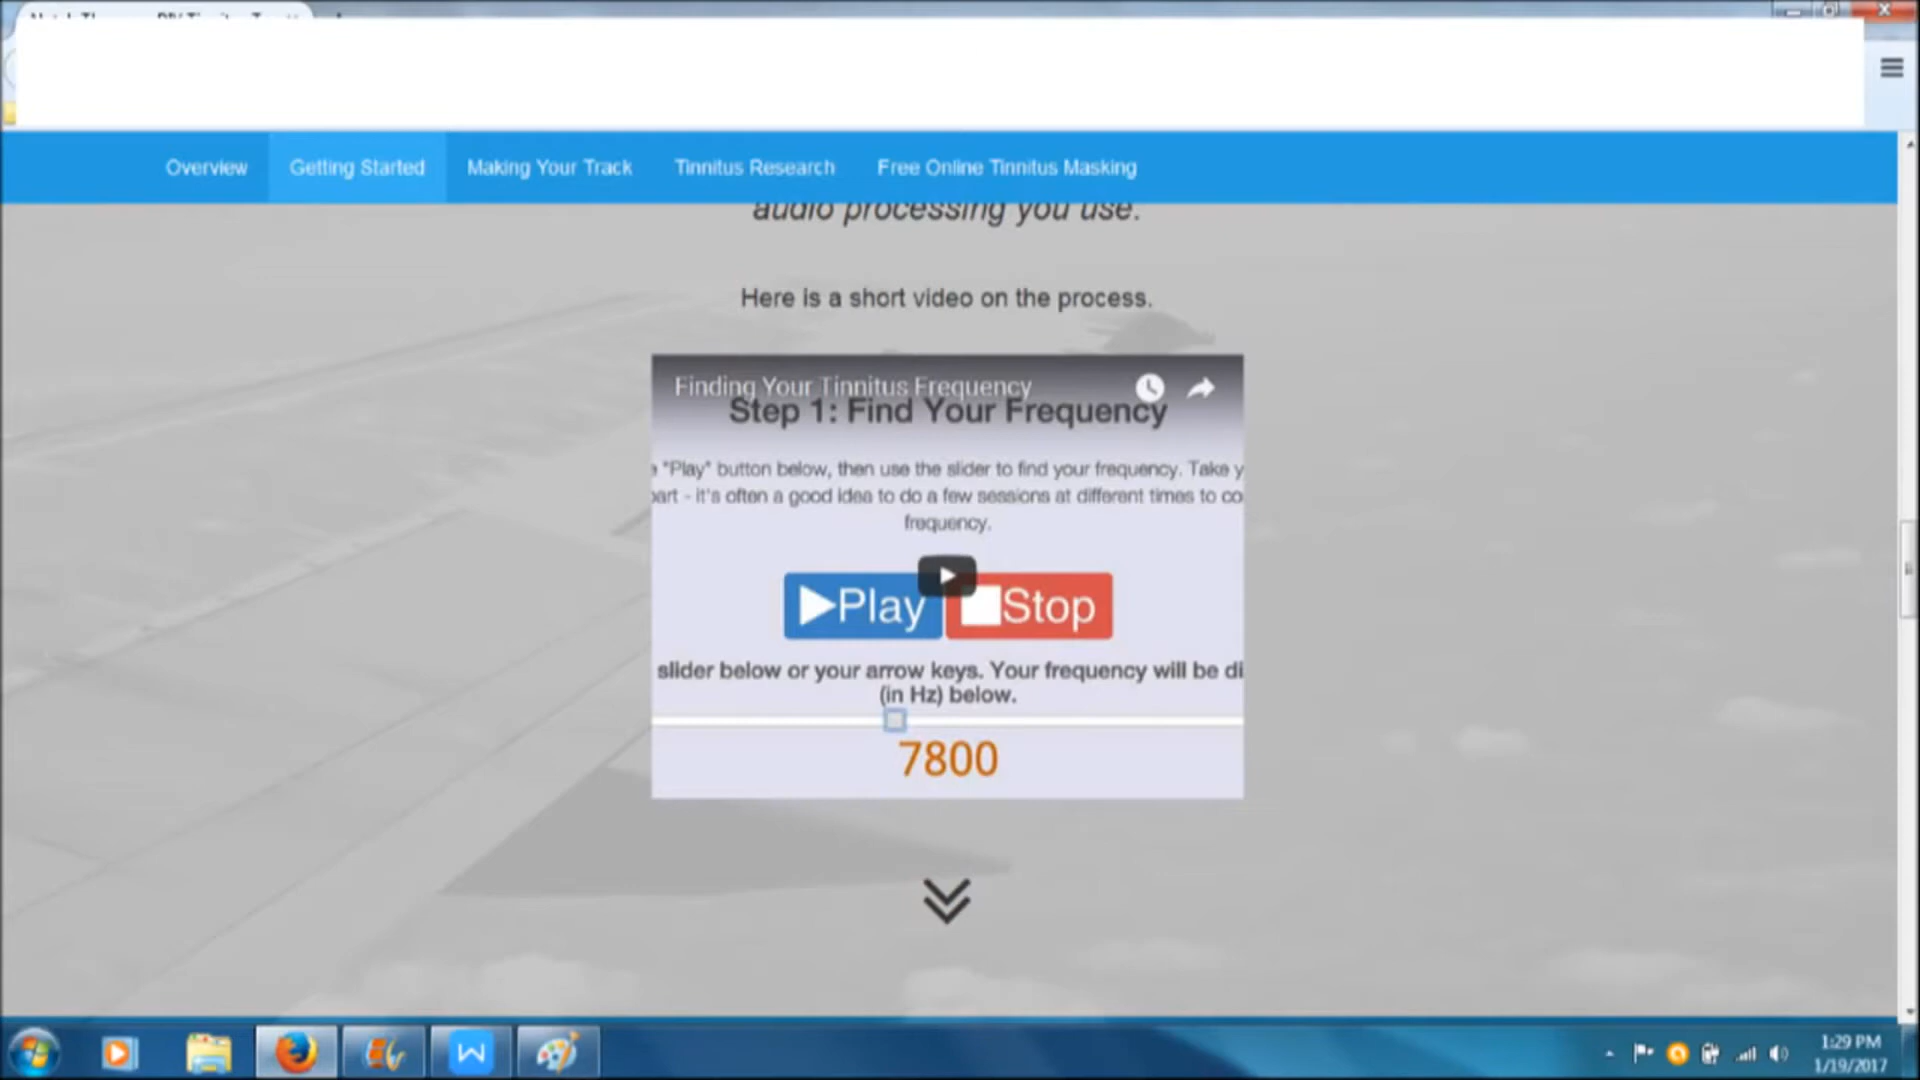 Overview Getting Started Making Your Track Tinnitus Research Free Online Tinnitus Masking
audio processing you use.
Here is a short video on the process.
Finding Your Tinnitus Frequency
Step 1: Find Your Frequency
"Play" button below, then use the slider to find your frequency. Take y
art - it's often a good idea to do a few sessions at different times to co
frequency.
Play Stop
slider below or your arrow keys. Your frequency will be di
(in Hz) below.
7800
1:29 PM
1/19/2017